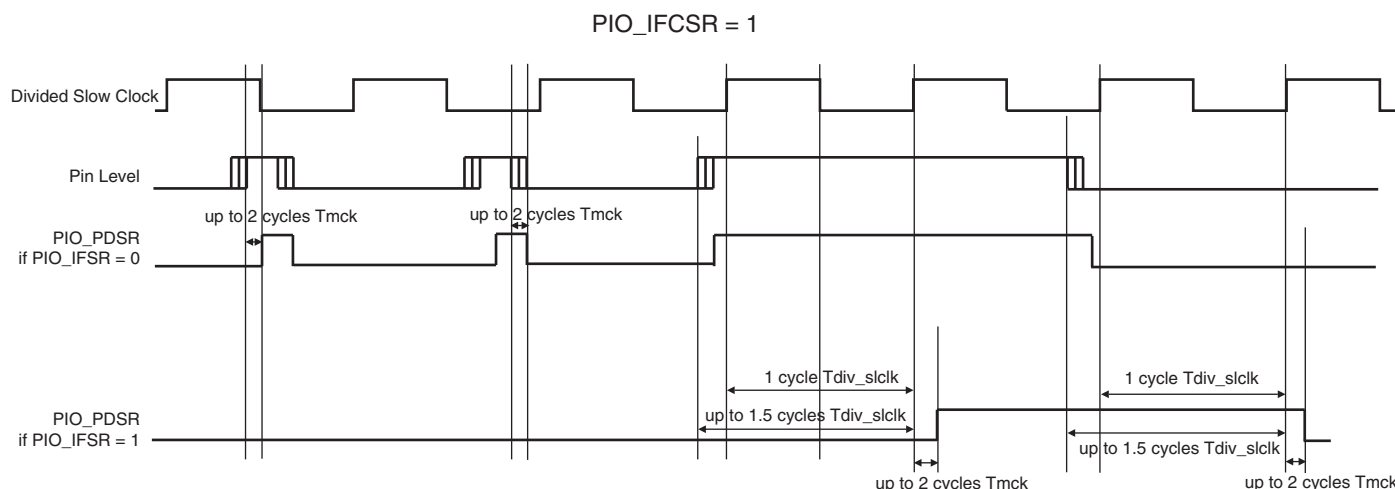 PIO_IFCSR = 1
Divided Slow Clock
Pin Level
up to 2 cycles Tmck
up to 2 cycles Tmck
PIO_PDSR
if PIO_IFSR = 0
1 cycle Tdiv_slclk
1 cycle Tdiv_slclk
PIO_PDSR
if PIO_IFSR = 1
up to 1.5 cycles Tdiv_slclk
up to 1.5 cycles Tdiv_slclk
up to 2 cycles Tmck
up to 2 cycles Tmck